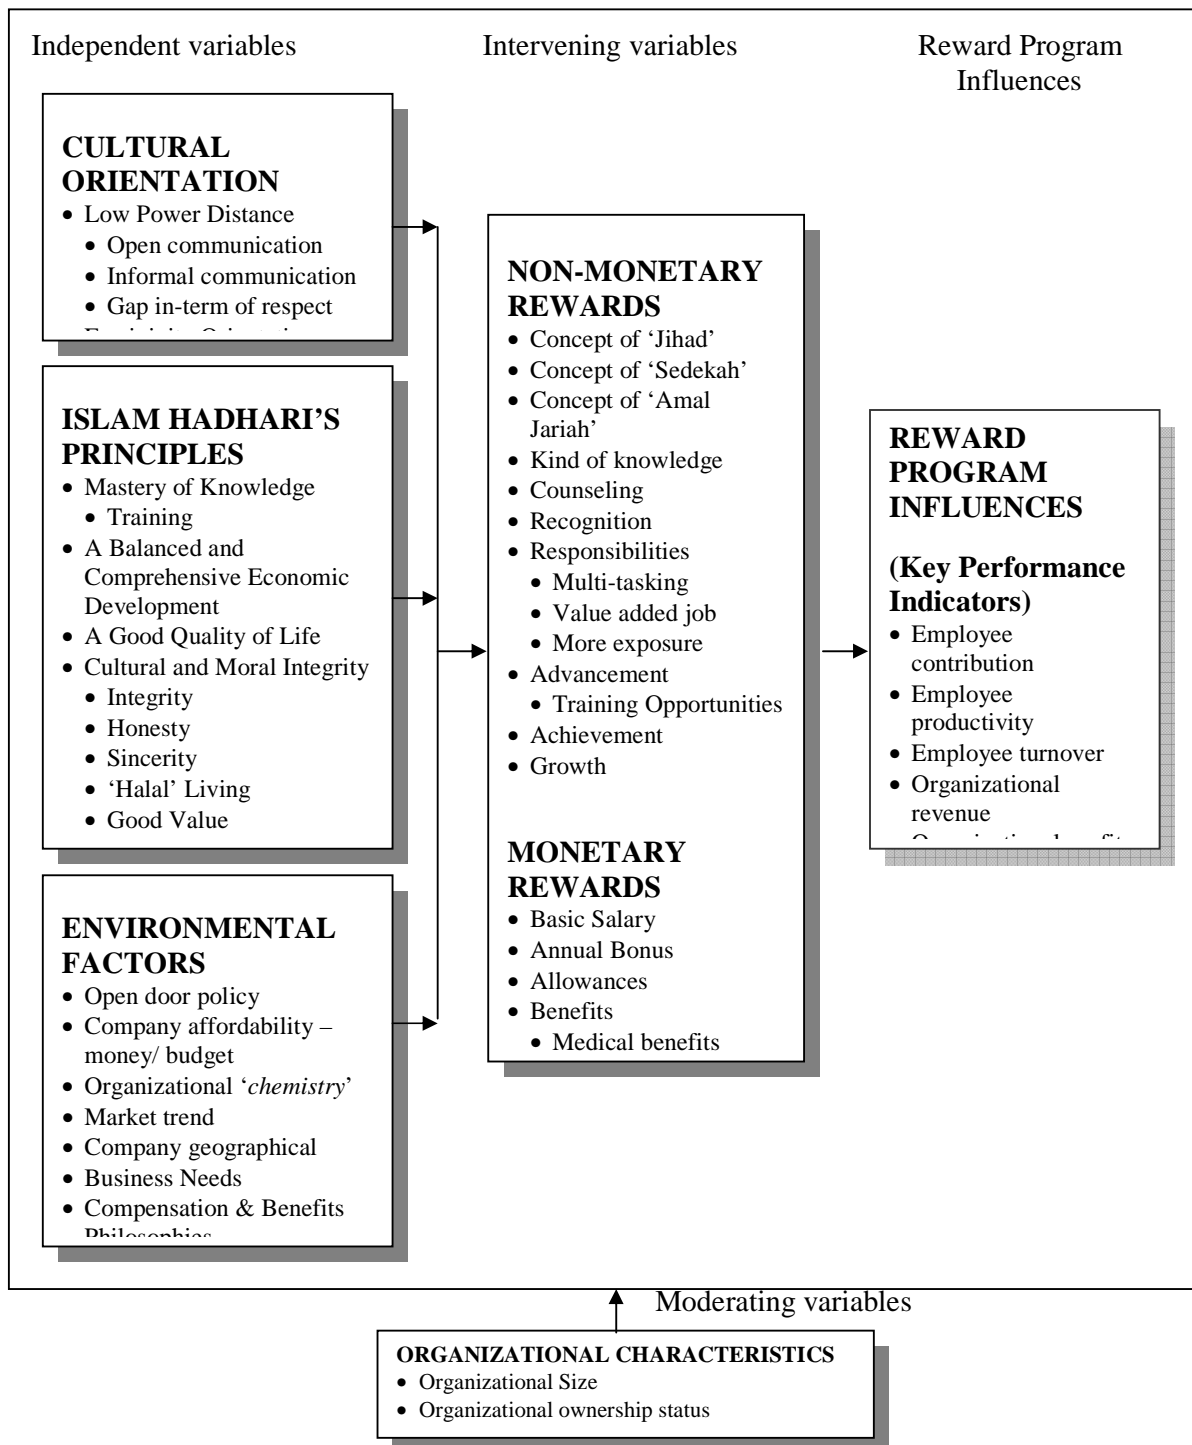 Independent variables
Intervening variables
Reward Program
Influences
CULTURAL
ORIENTATION
• Low Power Distance
• Open communication
• Informal communication
• Gap in-term of respect
ISLAM HADHARI’S
PRINCIPLES
• Mastery of Knowledge
• Training
• A Balanced and
Comprehensive Economic
Development
• A Good Quality of Life
• Cultural and Moral Integrity
• Integrity
• Honesty
• Sincerity
• ‘Halal’ Living
• Good Value
ENVIRONMENTAL
FACTORS
• Open door policy
• Company affordability –
money/ budget
• Organizational ‘chemistry’
• Market trend
• Company geographical
• Business Needs
• Compensation & Benefits
Philosophies
NON-MONETARY
REWARDS
• Concept of ‘Jihad’
• Concept of ‘Sedekah’
• Concept of ‘Amal
Jariah’
• Kind of knowledge
• Counseling
• Recognition
• Responsibilities
• Multi-tasking
• Value added job
• More exposure
• Advancement
• Training Opportunities
• Achievement
• Growth
MONETARY
REWARDS
• Basic Salary
• Annual Bonus
• Allowances
• Benefits
• Medical benefits
REWARD
PROGRAM
INFLUENCES
(Key Performance
Indicators)
• Employee
contribution
• Employee
productivity
• Employee turnover
• Organizational
revenue
Moderating variables
ORGANIZATIONAL CHARACTERISTICS
• Organizational Size
• Organizational ownership status